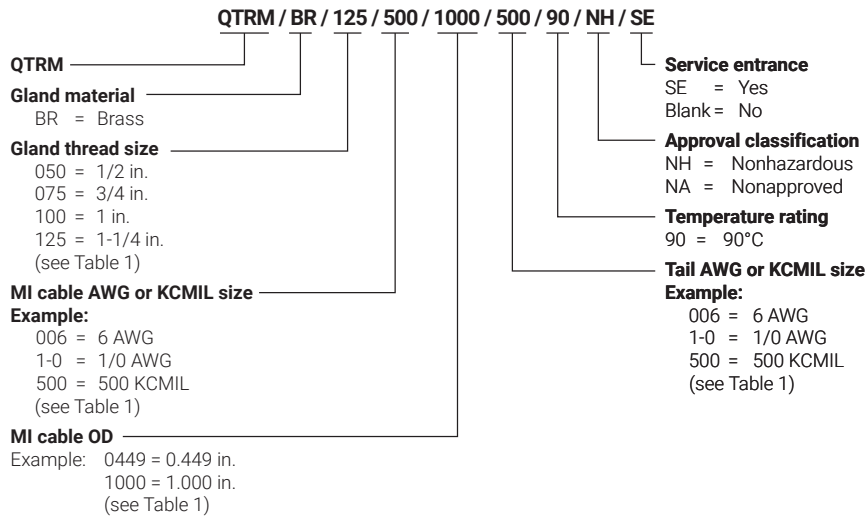 QTRM / BR / 125 / 500 / 1000 / 500 / 90 / NH / SE
QTRM
Gland material
BR = Brass
Gland thread size
050 = 1/2 in.
075 = 3/4 in.
100 = 1 in.
125 = 1-1/4 in.
(see Table 1)
MI cable AWG or KCMIL size
Example:
006 = 6 AWG
1-0 = 1/0 AWG
500 = 500 KCMIL
(see Table 1)
MI cable OD
Example: 0449 = 0.449 in.
1000 = 1.000 in.
(see Table 1)
Service entrance
SE = Yes
Blank = No
Approval classification
NH = Nonhazardous
NA = Nonapproved
Temperature rating
90 = 90°C
Tail AWG or KCMIL size
Example:
006 = 6 AWG
1-0 = 1/0 AWG
500 = 500 KCMIL
(see Table 1)